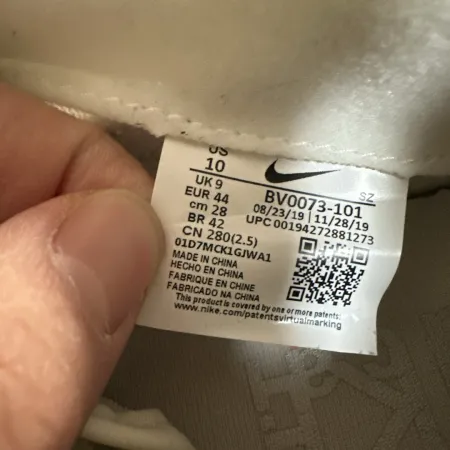 US
10
UK 9
EUR 44
cm 28
BR 42
CN 280(2.5)
01D7MCK1GJWA1
BV0073-101 SZ
08/23/19 11/28/19
UPC 00194272881273
MADE IN CHINA
HECHO EN CHINA
FABRIQUE EN CHINE
FABRICADO NA CHINA
This product is covered by one or more patents.
www.nike.com/patentsvirtualmarking